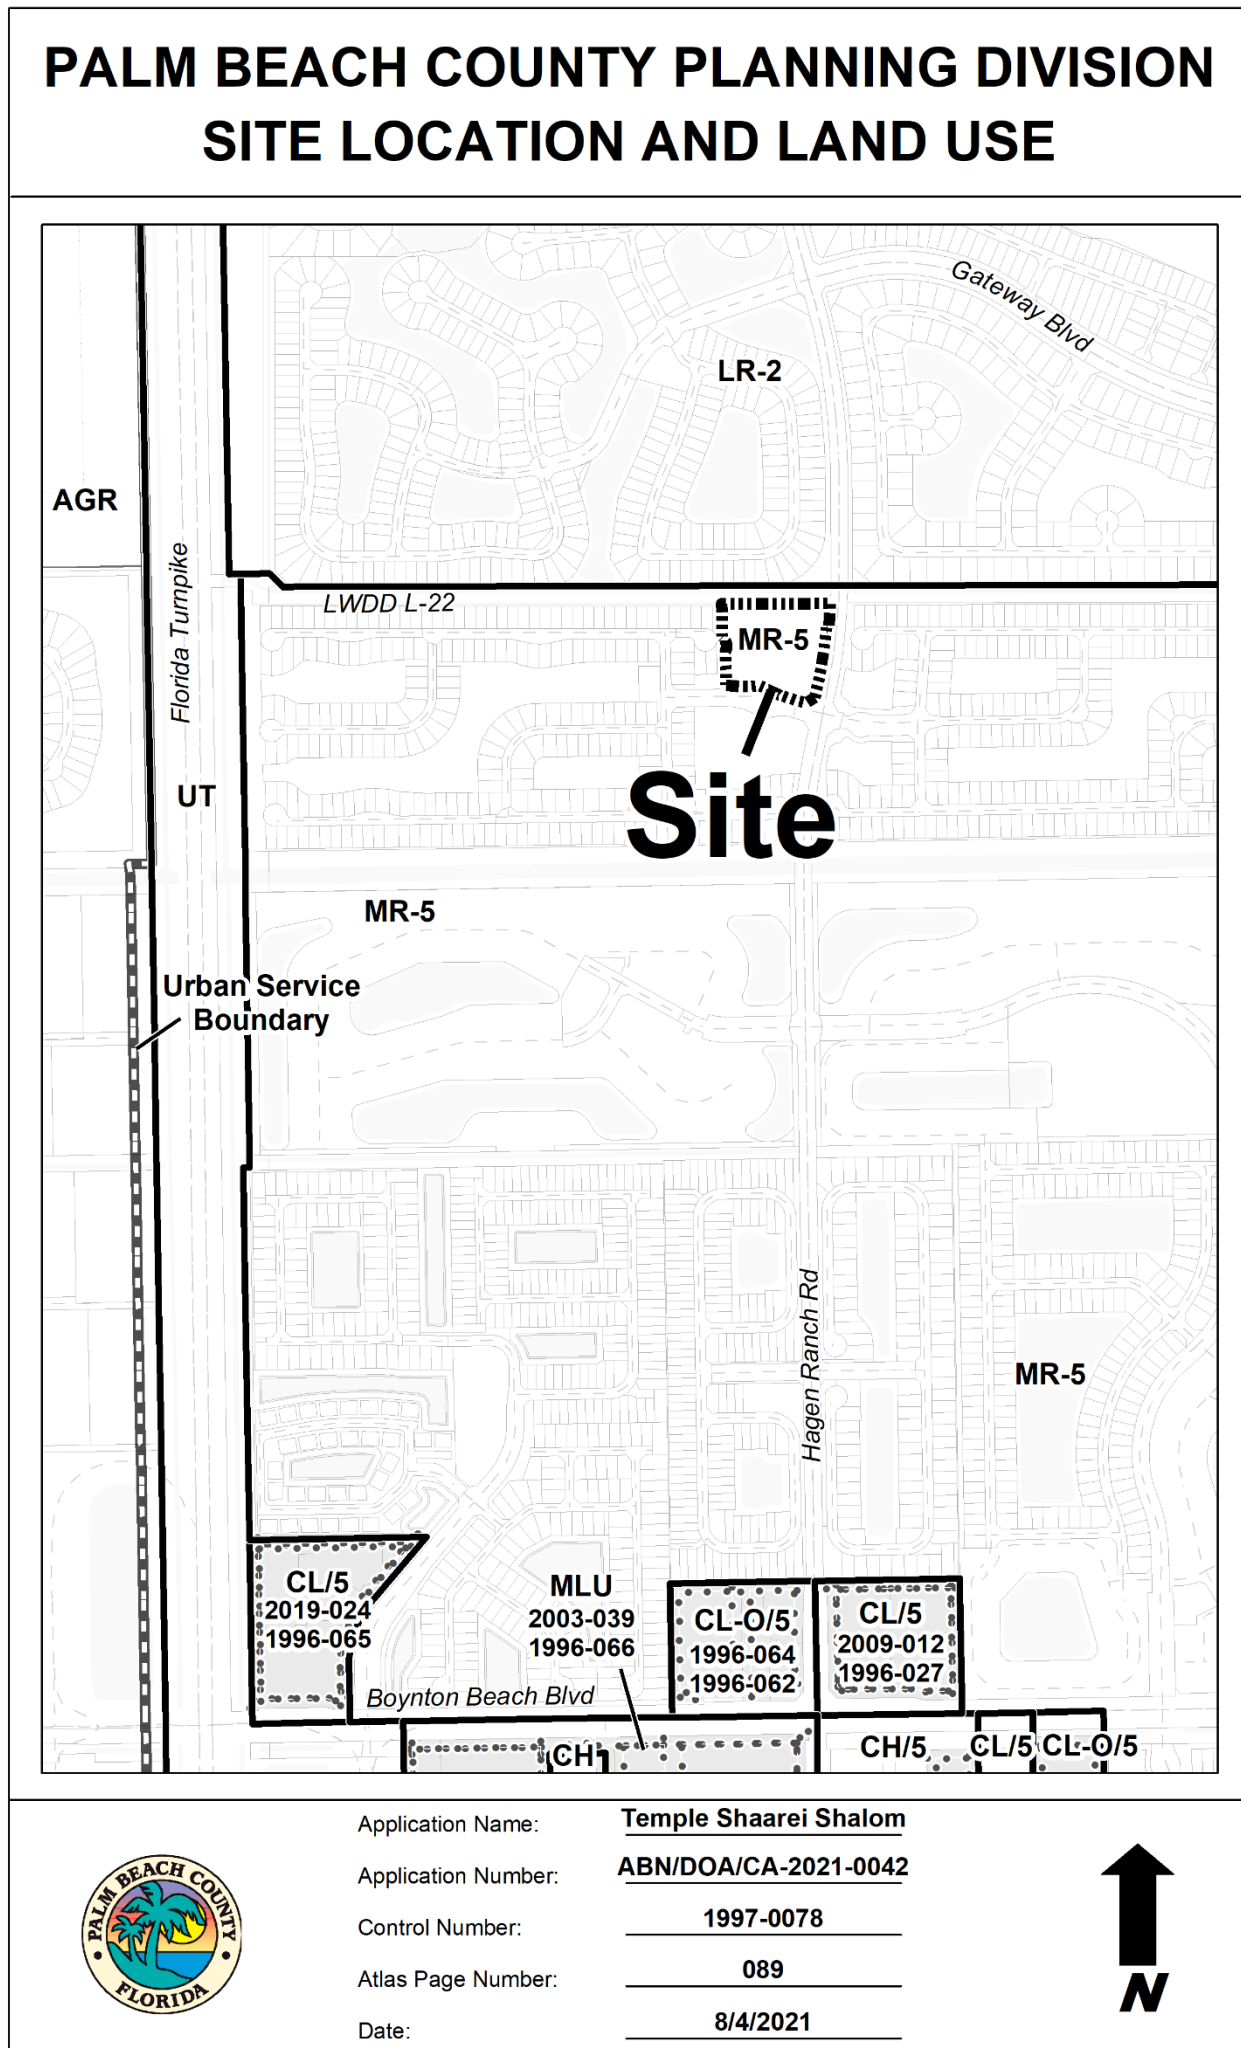 PALM BEACH COUNTY PLANNING DIVISION
SITE LOCATION AND LAND USE
Gateway Blvd
LR-2
AGR
Florida Turnpike
LWDD L-22
MR-5
Site
UT
MR-5
Urban Service
Boundary
Hagen Ranch Rd
MR-5
CL/5
2019-024
1996-065
MLU
2003-039
1996-066
CL-O/5
1996-064
1996-062
CL/5
2009-012
1996-027
Boynton Beach Blvd
CH
CH/5
CL/5
CL-O/5
PALM BEACH COUNTY
FLORIDA
Application Name: Temple Shaarei Shalom
Application Number: ABN/DOA/CA-2021-0042
Control Number: 1997-0078
Atlas Page Number: 089
Date: 8/4/2021
N